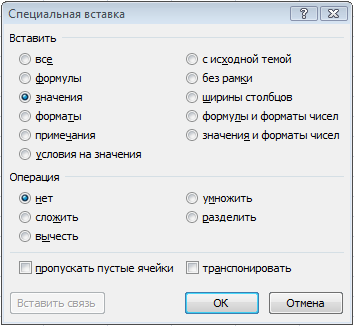 Специальная вставка
Вставить
все
с исходной темой
формулы
без рамки
значения
ширины столбцов
форматы
формулы и форматы чисел
примечания
значения и форматы чисел
условия на значения
Операция
нет
умножить
сложить
разделить
вычесть
пропускать пустые ячейки
транспонировать
Вставить связь
ОК
Отмена